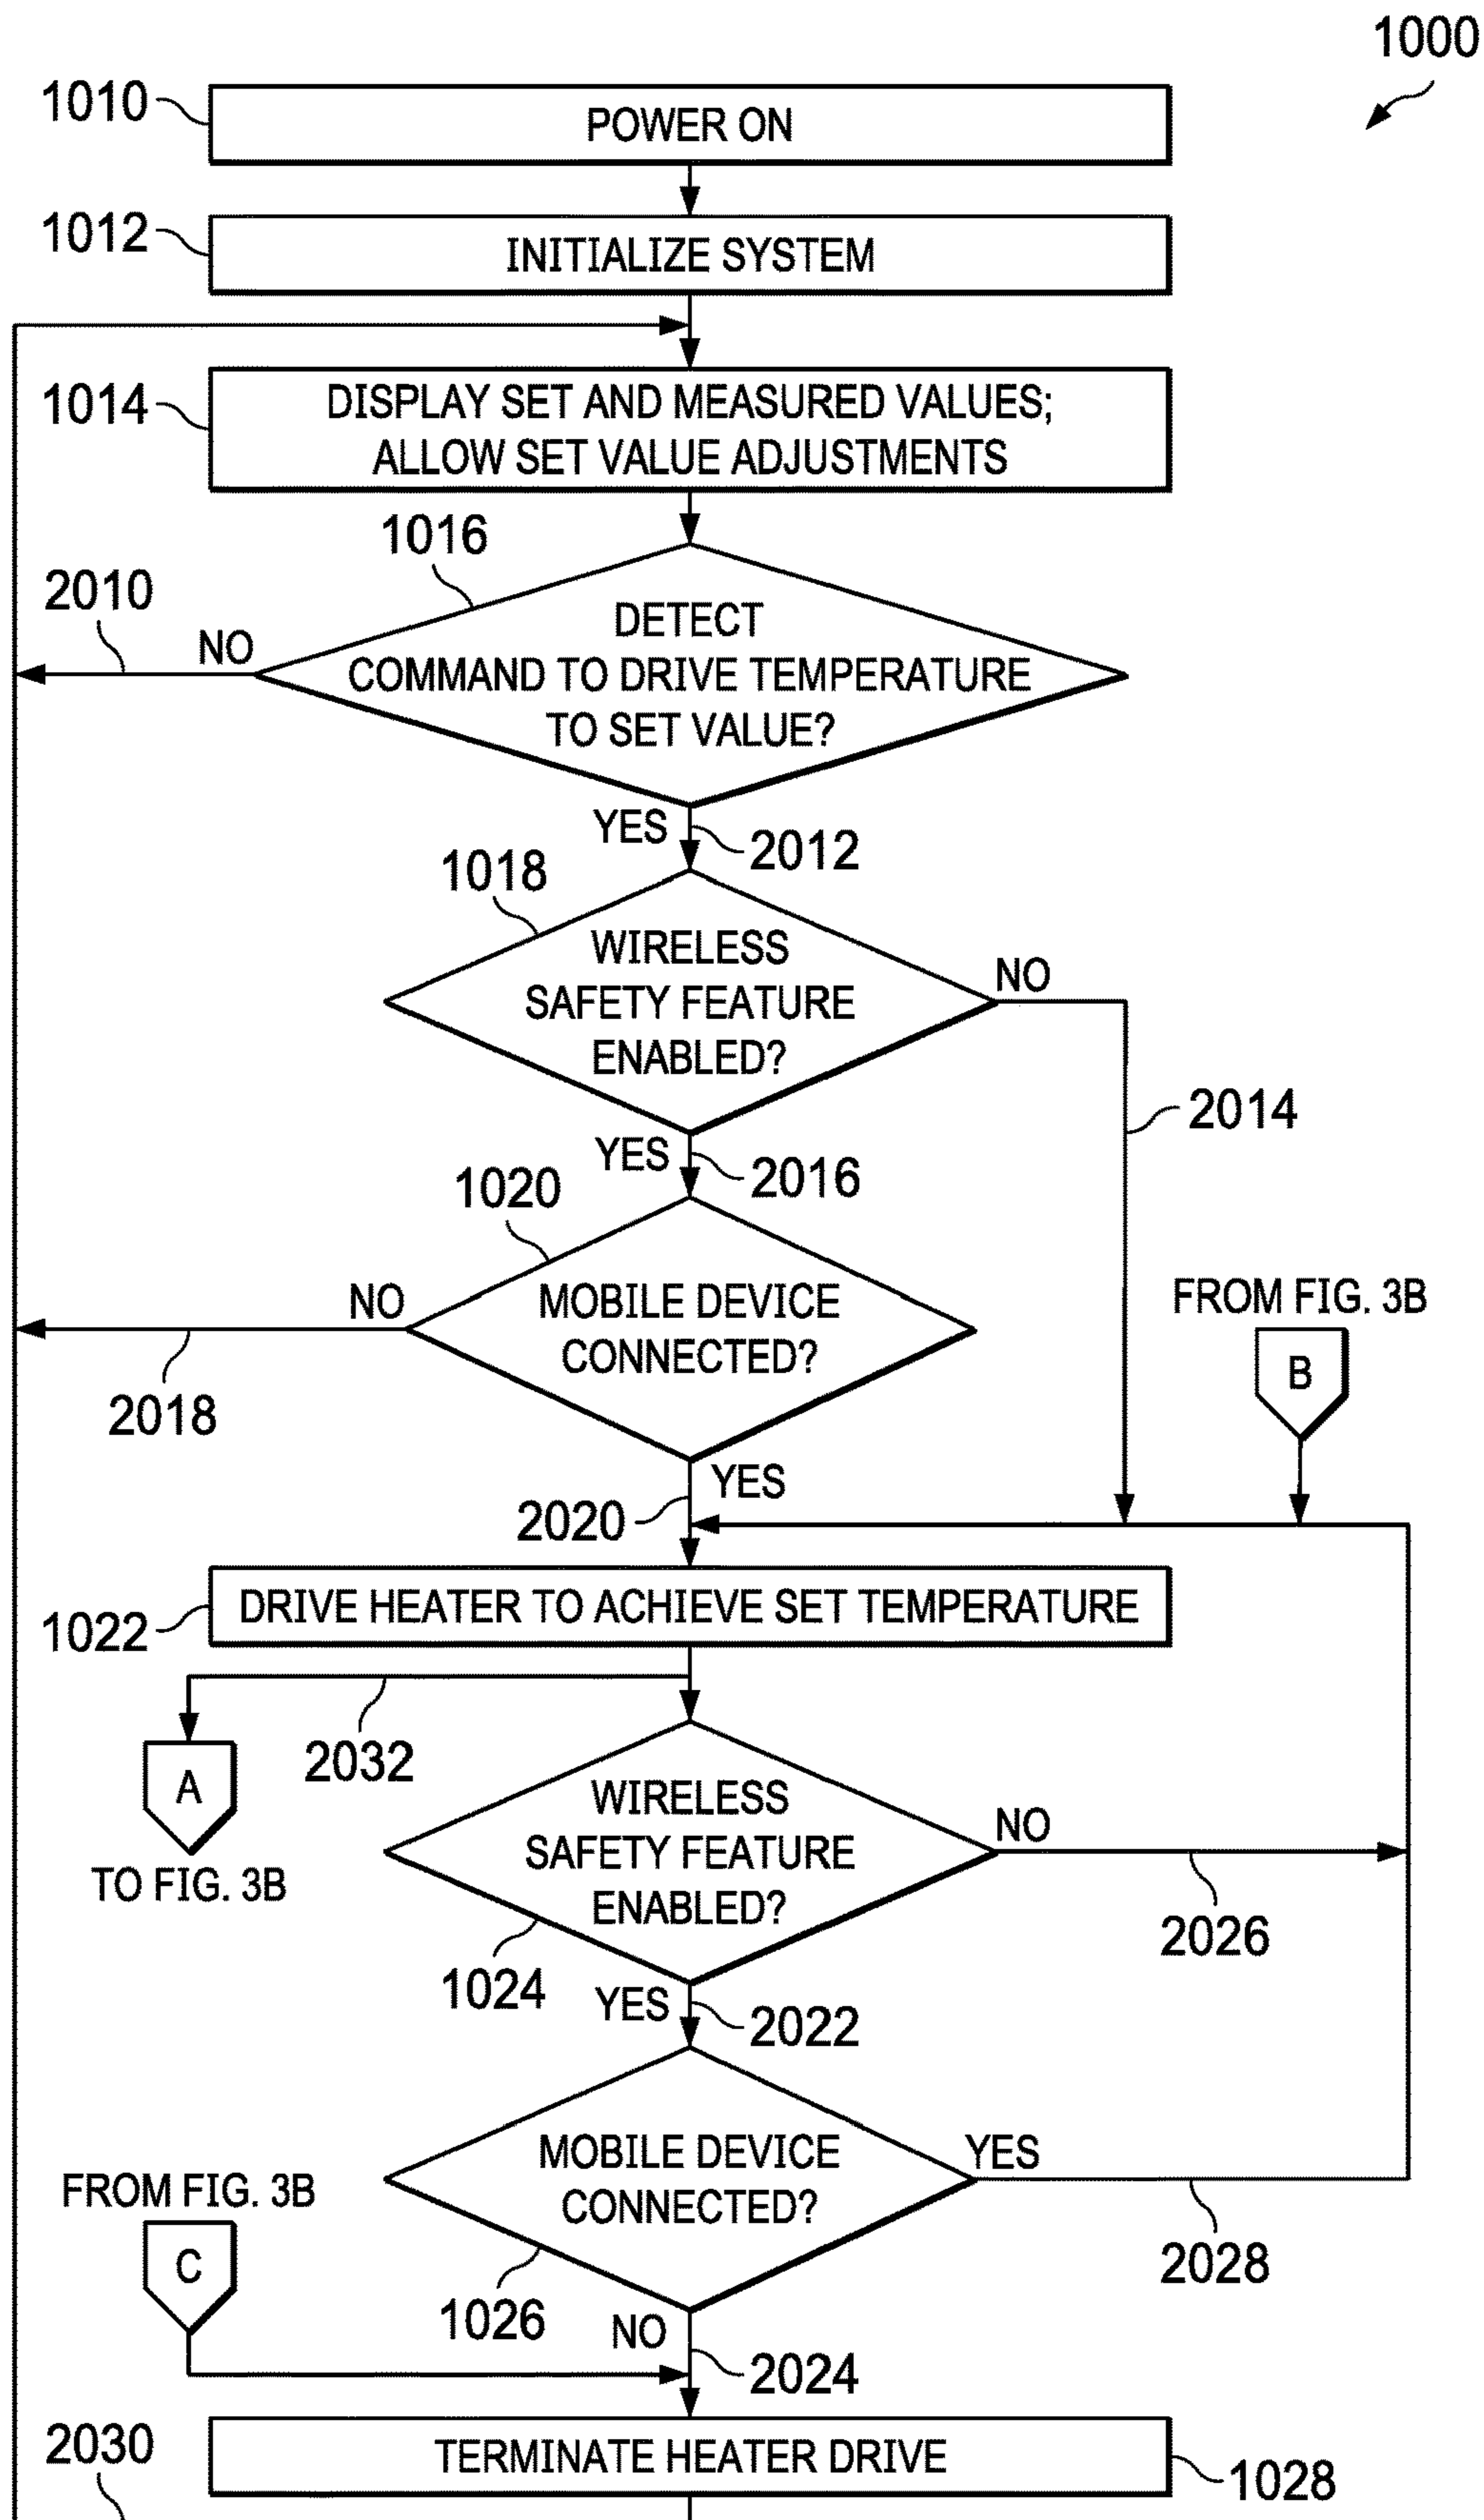 1000
1010
POWER ON
1012
INITIALIZE SYSTEM
1014
DISPLAY SET AND MEASURED VALUES;
ALLOW SET VALUE ADJUSTMENTS
1016
2010
NO
DETECT
COMMAND TO DRIVE TEMPERATURE
TO SET VALUE?
YES
2012
1018
WIRELESS
SAFETY FEATURE
ENABLED?
NO
2014
YES
2016
1020
NO
MOBILE DEVICE
CONNECTED?
2018
FROM FIG. 3B
B
YES
2020
1022
DRIVE HEATER TO ACHIEVE SET TEMPERATURE
2032
A
TO FIG. 3B
WIRELESS
SAFETY FEATURE
ENABLED?
NO
2026
1024
YES
2022
MOBILE DEVICE
CONNECTED?
YES
2028
FROM FIG. 3B
C
1026
NO
2024
2030
TERMINATE HEATER DRIVE
1028